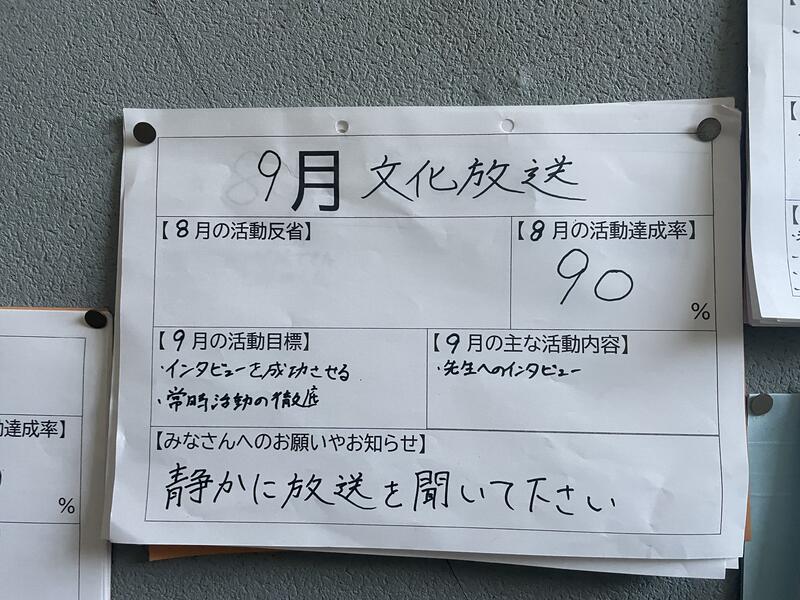 9月 文化放送
【8月の活動反省】
【8月の活動達成率】
90
%
【9月の活動目標】
・インタビューを成功させる
・常時活動の徹底
【9月の主な活動内容】
・先生へのインタビュー
【みなさんへのお願いやお知らせ】
静かに放送を聞いて下さい
動達成率】
%